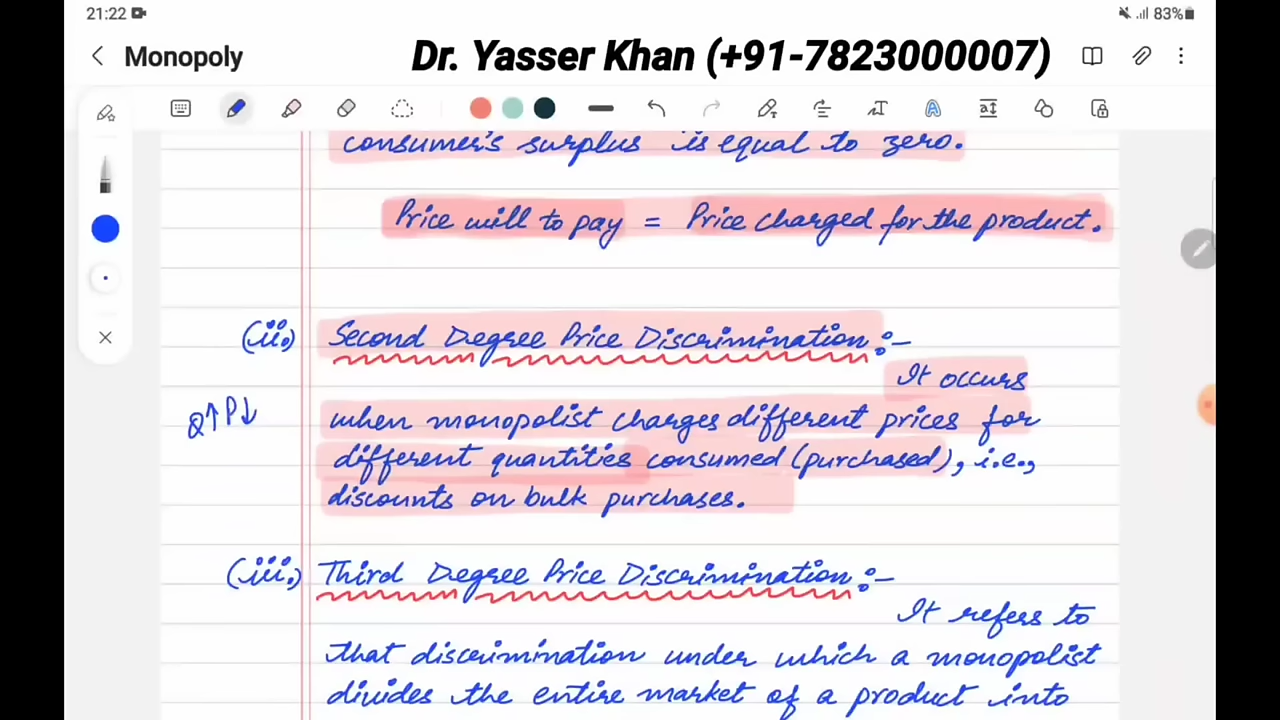 21:22
83%
Monopoly
Dr. Yasser Khan (+91-7823000007)
consumer's surplus is equal to zero.
Price will to pay = Price charged for the product.
(ii.) Second Degree Price Discrimination :-
It occurs
Q↑ P↓ when monopolist charges different prices for
different quantities consumed (purchased), i.e.,
discounts on bulk purchases.
(iii.) Third Degree Price Discrimination :-
It refers to
that discrimination under which a monopolist
divides the entire market of a product into